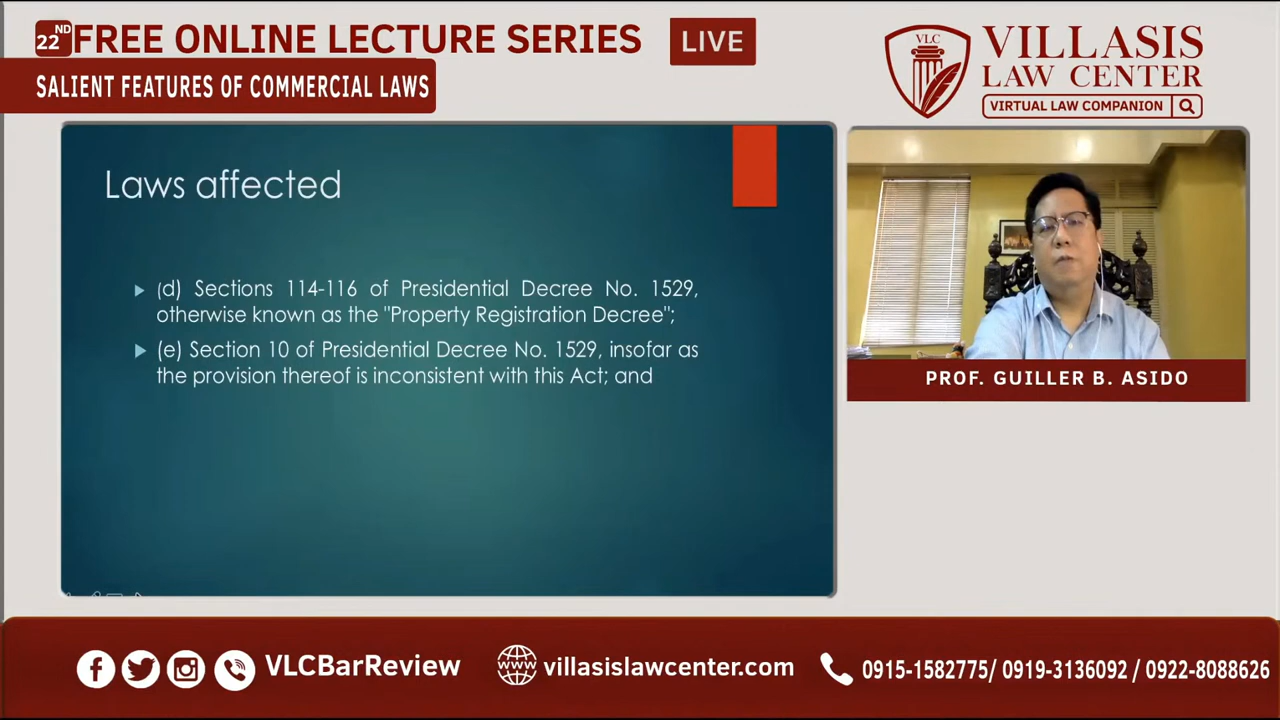 22ND FREE ONLINE LECTURE SERIES
LIVE
SALIENT FEATURES OF COMMERCIAL LAWS
VLC
VILLASIS
LAW CENTER
VIRTUAL LAW COMPANION
Laws affected
(d) Sections 114-116 of Presidential Decree No. 1529,
otherwise known as the "Property Registration Decree";
(e) Section 10 of Presidential Decree No. 1529, insofar as
the provision thereof is inconsistent with this Act; and
PROF. GUILLER B. ASIDO
VLCBarReview
www
villasislawcenter.com
0915-1582775/ 0919-3136092 / 0922-8088626